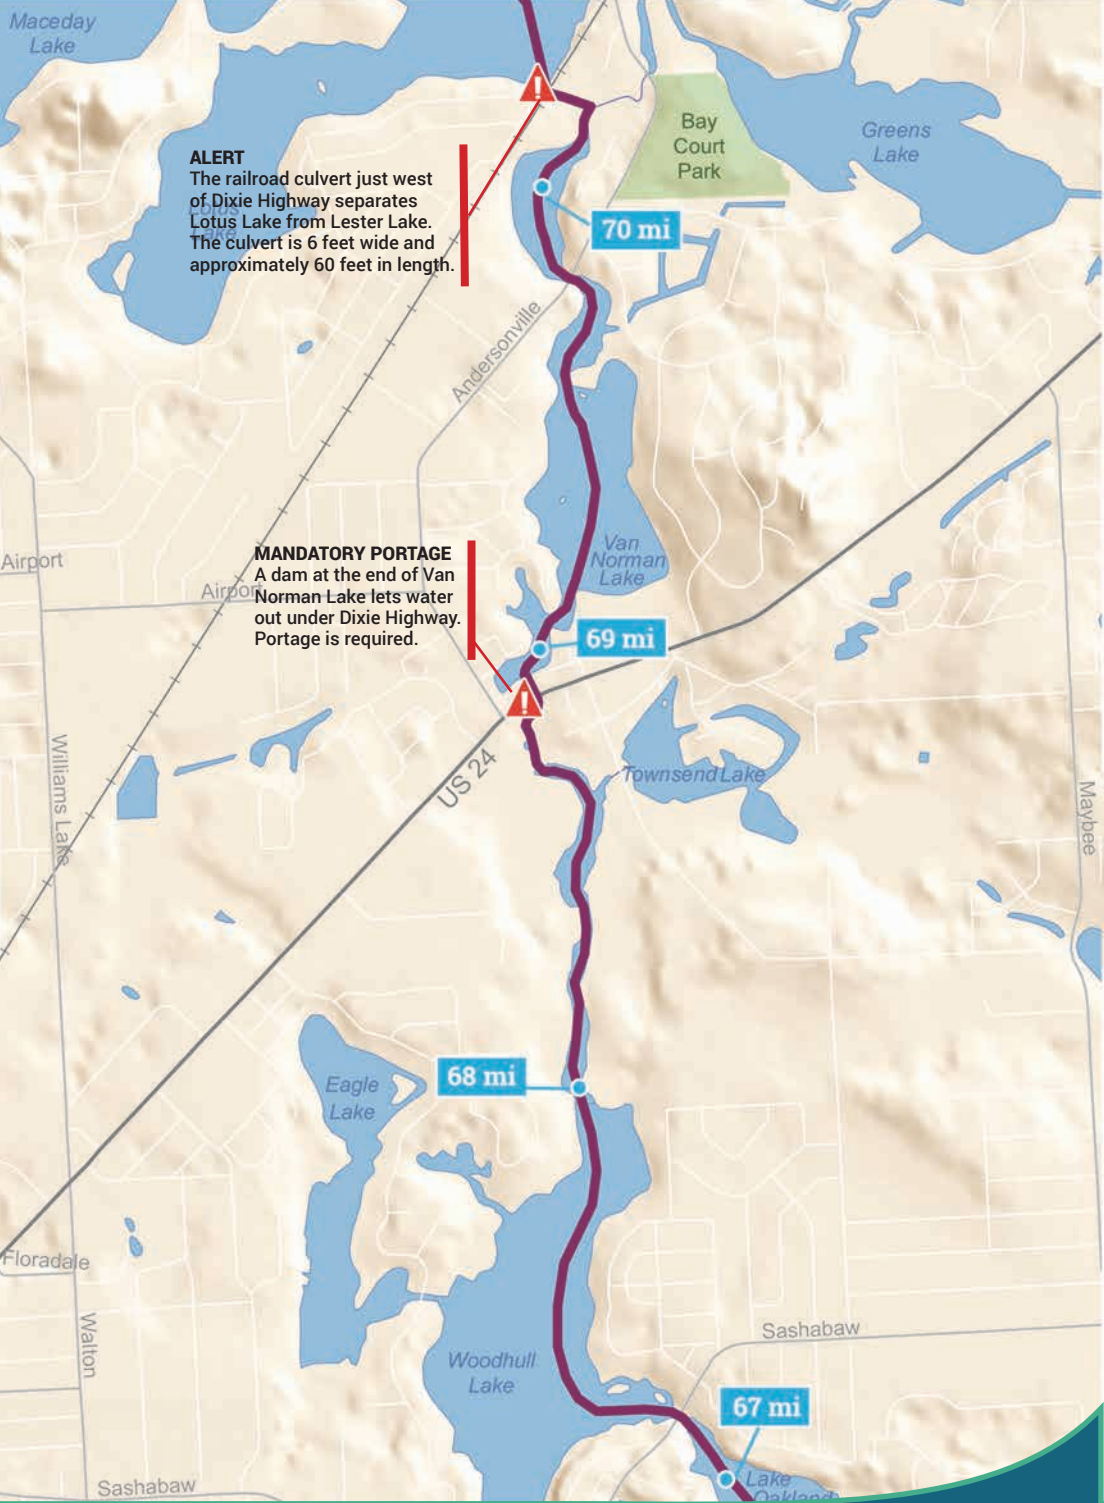 Maceday
Lake
Bay
Court
Park
Greens
Lake
ALERT
The railroad culvert just west
of Dixie Highway separates
Lotus Lake from Lester Lake.
The culvert is 6 feet wide and
approximately 60 feet in length.
Lotus
Lake
70 mi
Andersonville
Van
Norman
Lake
Airport
Airport
MANDATORY PORTAGE
A dam at the end of Van
Norman Lake lets water
out under Dixie Highway.
Portage is required.
69 mi
US 24
Townsend Lake
Williams Lake
Maybee
68 mi
Eagle
Lake
Floradale
Walton
Sashabaw
Woodhull
Lake
67 mi
Sashabaw
Lake
Oakland